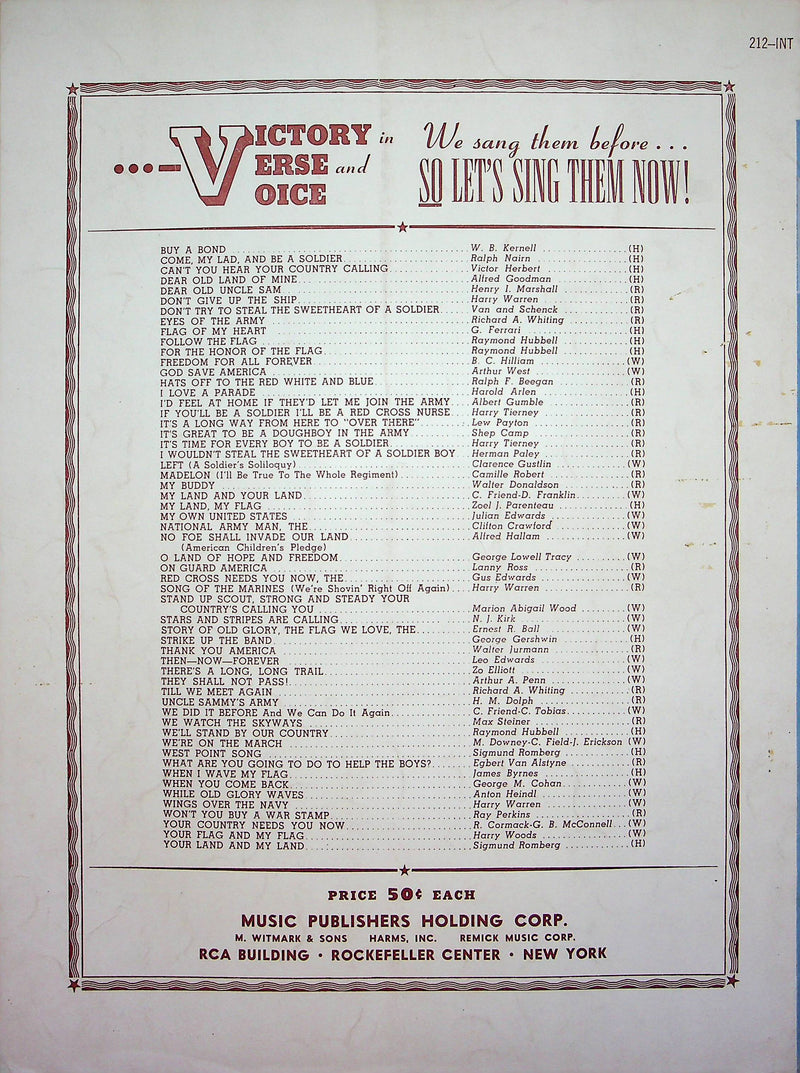 212–INT
VICTORY in
VERSE and
VOICE
We sang them before . . .
SO LET'S SING THEM NOW!
BUY A BOND W. B. Kernell (H)
COME, MY LAD, AND BE A SOLDIER Ralph Nairn (H)
CAN'T YOU HEAR YOUR COUNTRY CALLING Victor Herbert (H)
DEAR OLD LAND OF MINE Alfred Goodman (H)
DEAR OLD UNCLE SAM Henry I. Marshall (R)
DON'T GIVE UP THE SHIP Harry Warren (R)
DON'T TRY TO STEAL THE SWEETHEART OF A SOLDIER Van and Schenck (R)
EYES OF THE ARMY Richard A. Whiting (R)
FLAG OF MY HEART G. Ferrari (H)
FOLLOW THE FLAG Raymond Hubbell (H)
FOR THE HONOR OF THE FLAG Raymond Hubbell (H)
FREEDOM FOR ALL FOREVER B. C. Hilliam (W)
GOD SAVE AMERICA Arthur West (W)
HATS OFF TO THE RED WHITE AND BLUE Ralph F. Beegan (R)
I LOVE A PARADE Harold Arlen (H)
I'D FEEL AT HOME IF THEY'D LET ME JOIN THE ARMY Albert Gumble (R)
IF YOU'LL BE A SOLDIER I'LL BE A RED CROSS NURSE Harry Tierney (R)
IT'S A LONG WAY FROM HERE TO "OVER THERE" Lew Payton (R)
IT'S GREAT TO BE A DOUGHBOY IN THE ARMY Shep Camp (R)
IT'S TIME FOR EVERY BOY TO BE A SOLDIER Harry Tierney (R)
I WOULDN'T STEAL THE SWEETHEART OF A SOLDIER BOY Herman Paley (R)
LEFT (A Soldier's Soliloquy) Clarence Gustlin (W)
MADELON (I'll Be True To The Whole Regiment) Camille Robert (R)
MY BUDDY Walter Donaldson (R)
MY LAND AND YOUR LAND C. Friend-D. Franklin (W)
MY LAND, MY FLAG Zoel J. Parenteau (H)
MY OWN UNITED STATES Julian Edwards (W)
NATIONAL ARMY MAN, THE Clifton Crawford (W)
NO FOE SHALL INVADE OUR LAND Alfred Hallam (W)
(American Children's Pledge)
O LAND OF HOPE AND FREEDOM George Lowell Tracy (W)
ON GUARD AMERICA Lanny Ross (R)
RED CROSS NEEDS YOU NOW, THE Gus Edwards (W)
SONG OF THE MARINES (We're Shovin' Right Off Again) Harry Warren (R)
STAND UP SCOUT, STRONG AND STEADY YOUR
COUNTRY'S CALLING YOU Marion Abigail Wood (W)
STARS AND STRIPES ARE CALLING N. J. Kirk (W)
STORY OF OLD GLORY, THE FLAG WE LOVE, THE Ernest R. Ball (W)
STRIKE UP THE BAND George Gershwin (H)
THANK YOU AMERICA Walter Jurmann (R)
THEN—NOW—FOREVER Leo Edwards (W)
THERE'S A LONG, LONG TRAIL Zo Elliott (W)
THEY SHALL NOT PASS! Arthur A. Penn (W)
TILL WE MEET AGAIN Richard A. Whiting (R)
UNCLE SAMMY'S ARMY H. M. Dolph (R)
WE DID IT BEFORE And We Can Do It Again C. Friend-C. Tobias (W)
WE WATCH THE SKYWAYS Max Steiner (R)
WE'LL STAND BY OUR COUNTRY Raymond Hubbell (H)
WE'RE ON THE MARCH M. Downey-C. Field-J. Erickson (W)
WEST POINT SONG Sigmund Romberg (H)
WHAT ARE YOU GOING TO DO TO HELP THE BOYS? Egbert Van Alstyne (R)
WHEN I WAVE MY FLAG James Byrnes (H)
WHEN YOU COME BACK George M. Cohan (W)
WHILE OLD GLORY WAVES Anton Heindl (W)
WINGS OVER THE NAVY Harry Warren (W)
WON'T YOU BUY A WAR STAMP Ray Perkins (R)
YOUR COUNTRY NEEDS YOU NOW R. Cormack-G. B. McConnell (W)
YOUR FLAG AND MY FLAG Harry Woods (W)
YOUR LAND AND MY LAND Sigmund Romberg (H)
PRICE 50¢ EACH
MUSIC PUBLISHERS HOLDING CORP.
M. WITMARK & SONS HARMS, INC. REMICK MUSIC CORP.
RCA BUILDING • ROCKEFELLER CENTER • NEW YORK